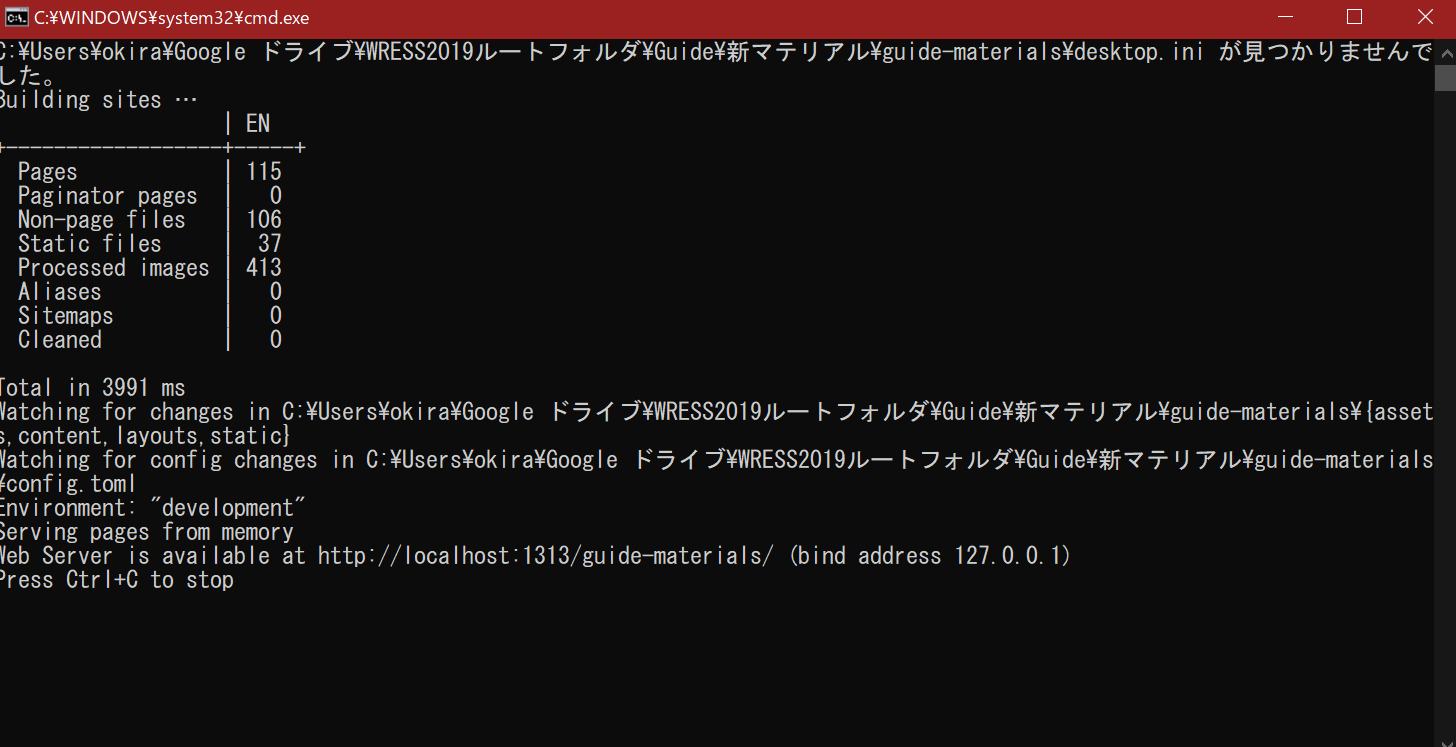 C:¥WINDOWS¥system32¥cmd.exe
C:¥Users¥okira¥Google ドライブ¥WRESS2019ルートフォルダ¥Guide¥新マテリアル¥guide-materials¥desktop.ini が見つかりませんで
した。
Building sites …
| EN
+------------------+-----+
Pages | 115
Paginator pages | 0
Non-page files | 106
Static files | 37
Processed images | 413
Aliases | 0
Sitemaps | 0
Cleaned | 0
Total in 3991 ms
Watching for changes in C:¥Users¥okira¥Google ドライブ¥WRESS2019ルートフォルダ¥Guide¥新マテリアル¥guide-materials¥{asset
s,content,layouts,static}
Watching for config changes in C:¥Users¥okira¥Google ドライブ¥WRESS2019ルートフォルダ¥Guide¥新マテリアル¥guide-materials
¥config.toml
Environment: "development"
Serving pages from memory
Web Server is available at http://localhost:1313/guide-materials/ (bind address 127.0.0.1)
Press Ctrl+C to stop